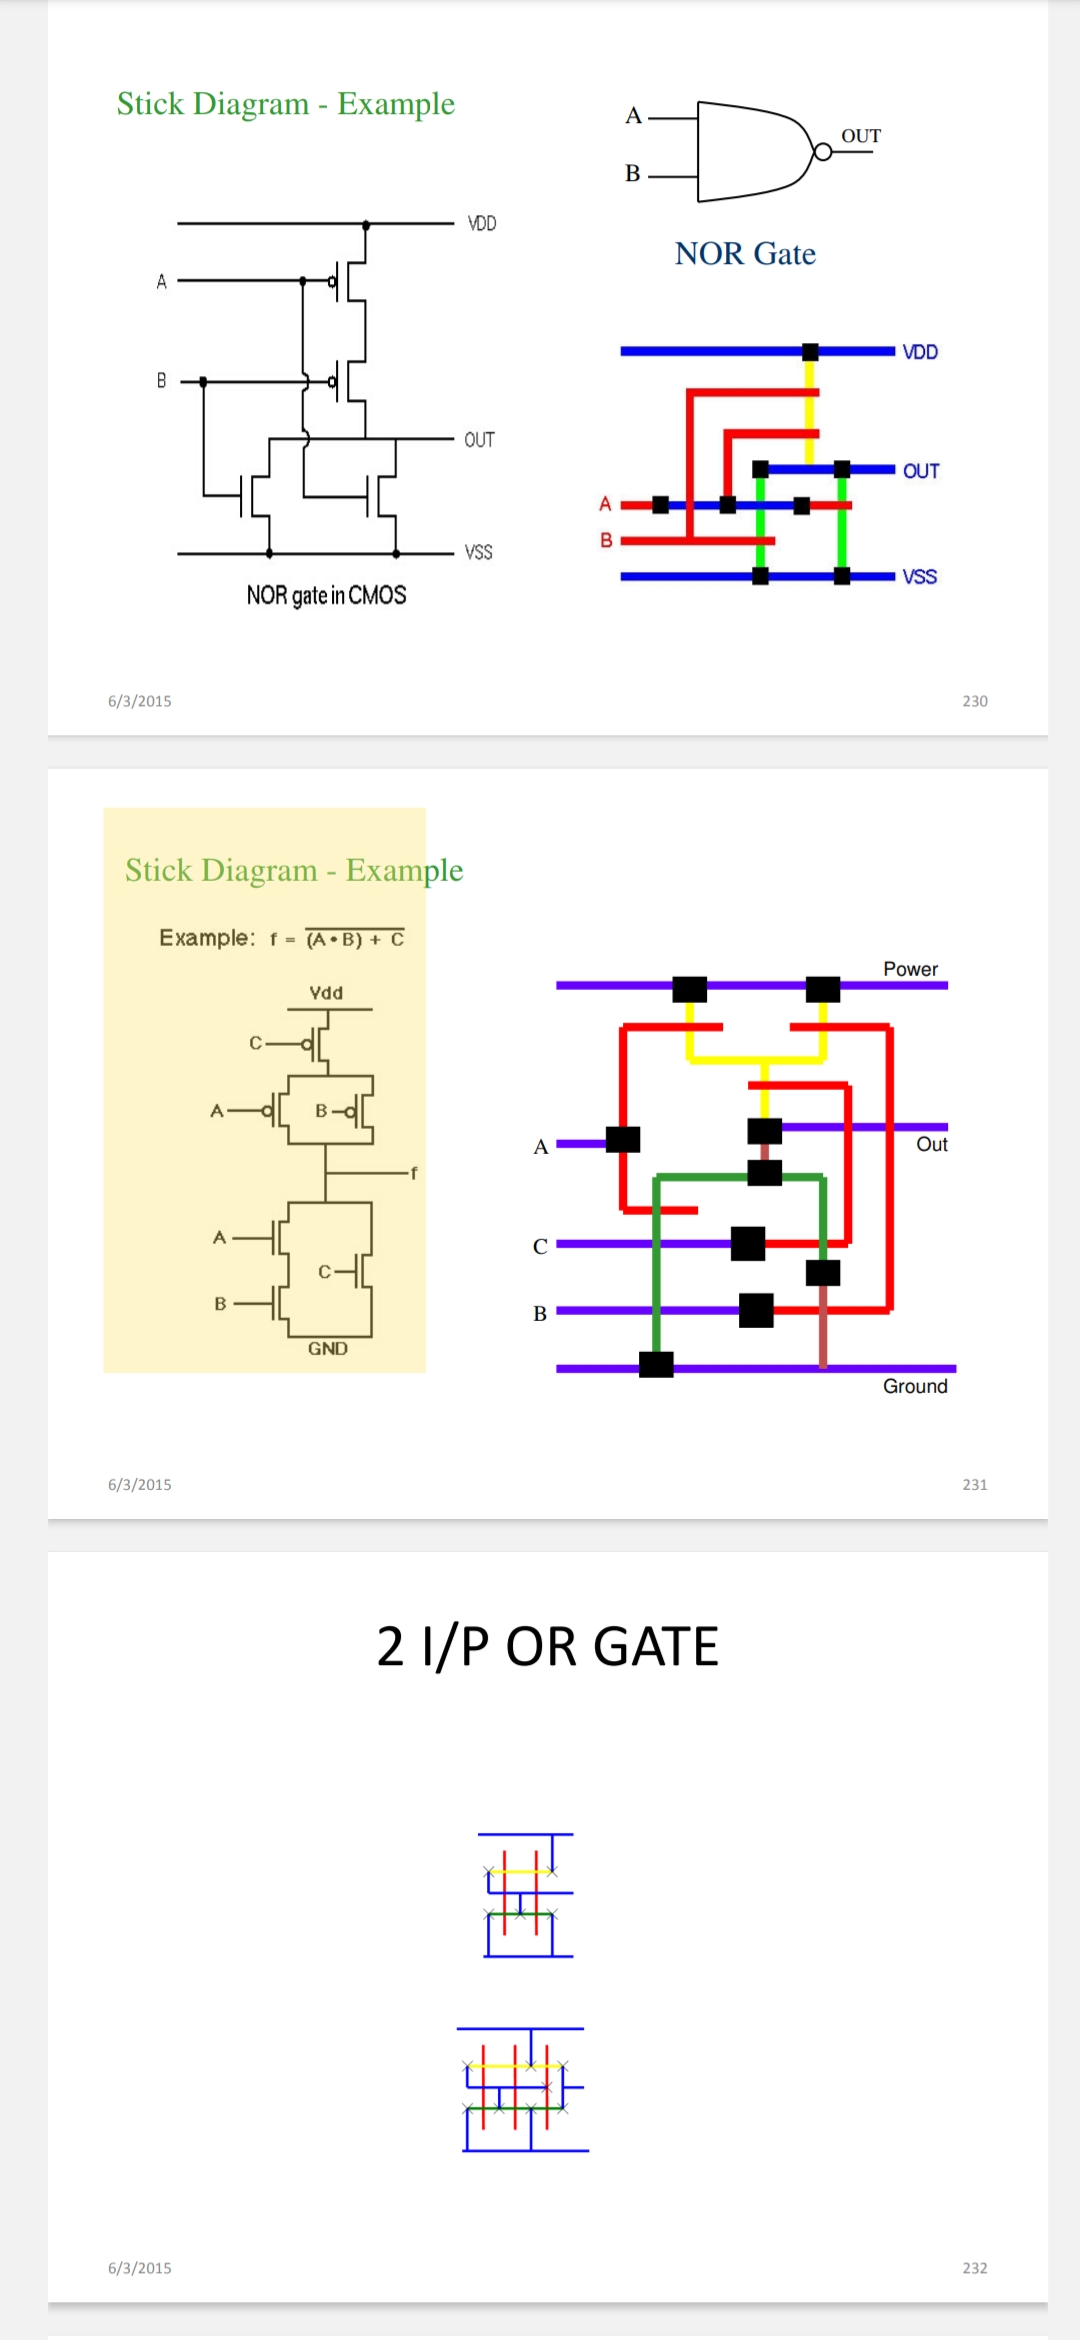 Stick Diagram - Example
A
B
OUT
NOR Gate
VDD
A
B
OUT
VSS
NOR gate in CMOS
VDD
OUT
A
B
VSS
6/3/2015
230
Stick Diagram - Example
Example: f = (A • B) + C
Vdd
C
A
B
f
A
C
B
GND
Power
A
Out
C
B
Ground
6/3/2015
231
2 I/P OR GATE
6/3/2015
232